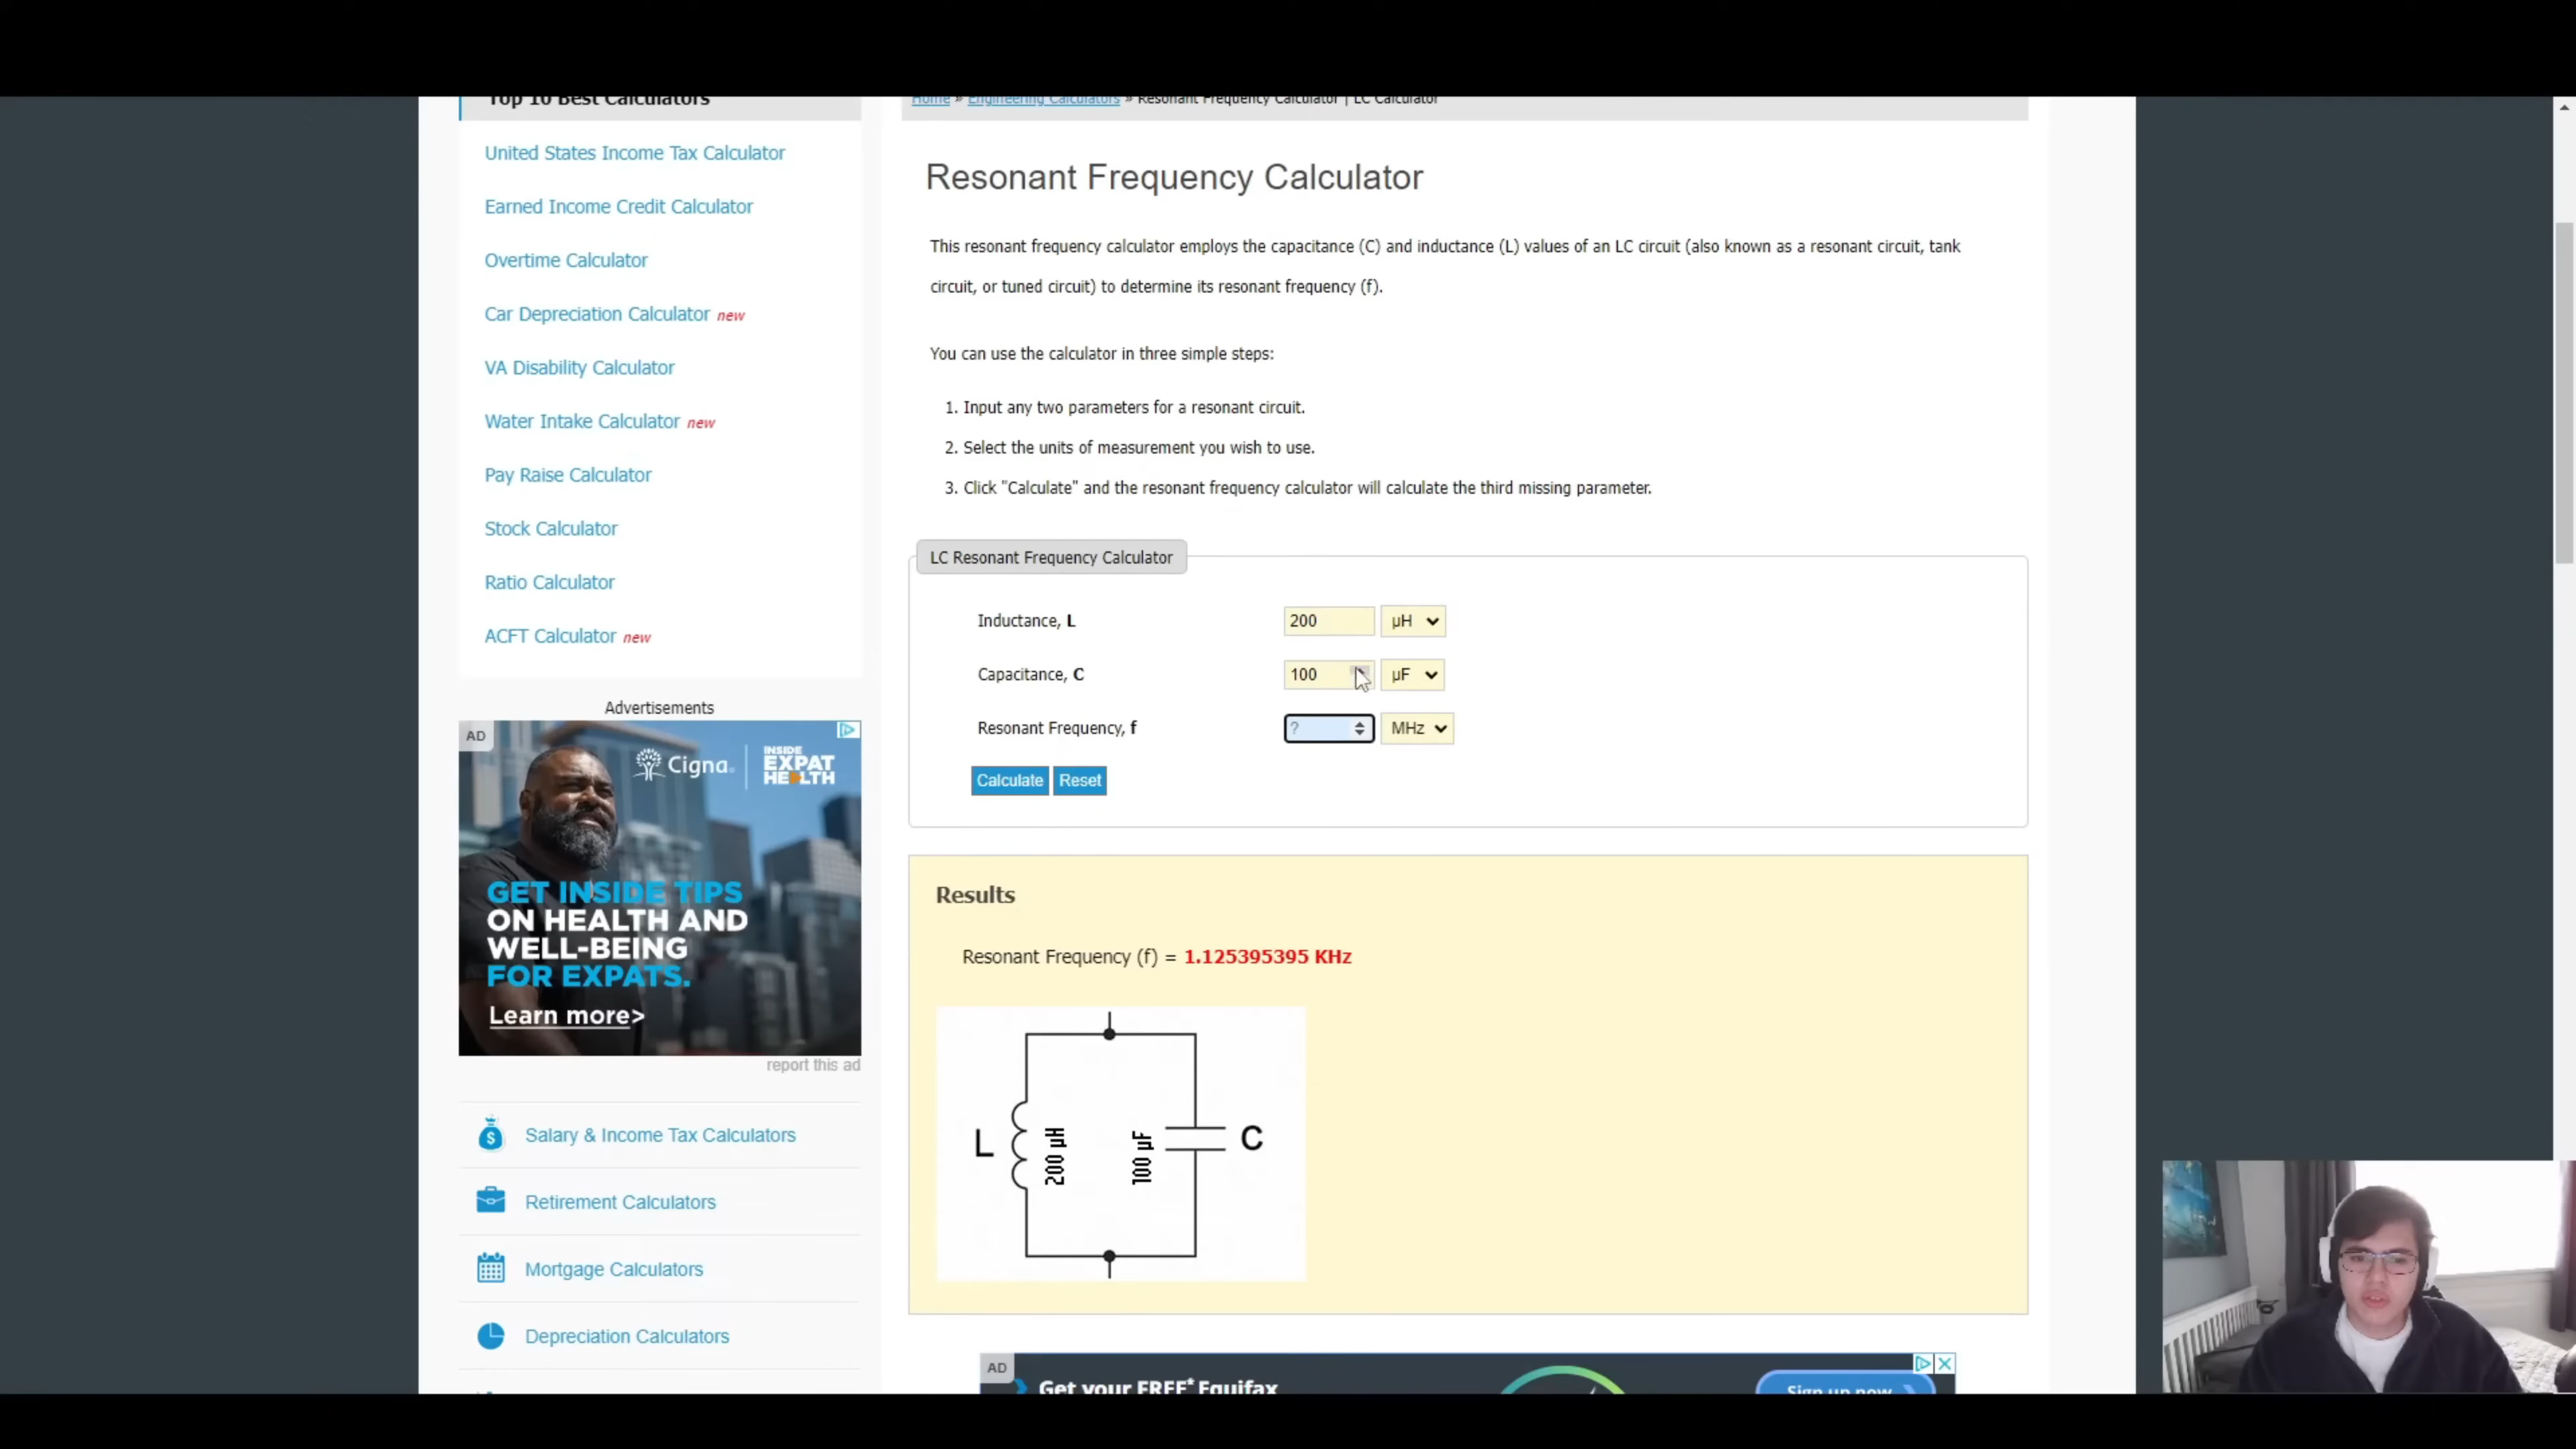 Top 10 Best Calculators
United States Income Tax Calculator
Earned Income Credit Calculator
Overtime Calculator
Car Depreciation Calculator new
VA Disability Calculator
Water Intake Calculator new
Pay Raise Calculator
Stock Calculator
Ratio Calculator
ACFT Calculator new
Advertisements
AD
Cigna
INSIDE
EXPAT
HEALTH
GET INSIDE TIPS
ON HEALTH AND
WELL-BEING
FOR EXPATS.
Learn more>
report this ad
Salary & Income Tax Calculators
Retirement Calculators
Mortgage Calculators
Depreciation Calculators
Home » Engineering Calculators » Resonant Frequency Calculator | LC Calculator
Resonant Frequency Calculator
This resonant frequency calculator employs the capacitance (C) and inductance (L) values of an LC circuit (also known as a resonant circuit, tank
circuit, or tuned circuit) to determine its resonant frequency (f).
You can use the calculator in three simple steps:
1. Input any two parameters for a resonant circuit.
2. Select the units of measurement you wish to use.
3. Click "Calculate" and the resonant frequency calculator will calculate the third missing parameter.
LC Resonant Frequency Calculator
Inductance, L 200 µH
Capacitance, C 100 µF
Resonant Frequency, f ? MHz
Calculate Reset
Results
Resonant Frequency (f) = 1.125395395 KHz
L 200 µH 100 µF C
AD
Get your FREE* Equifax
Sign up now